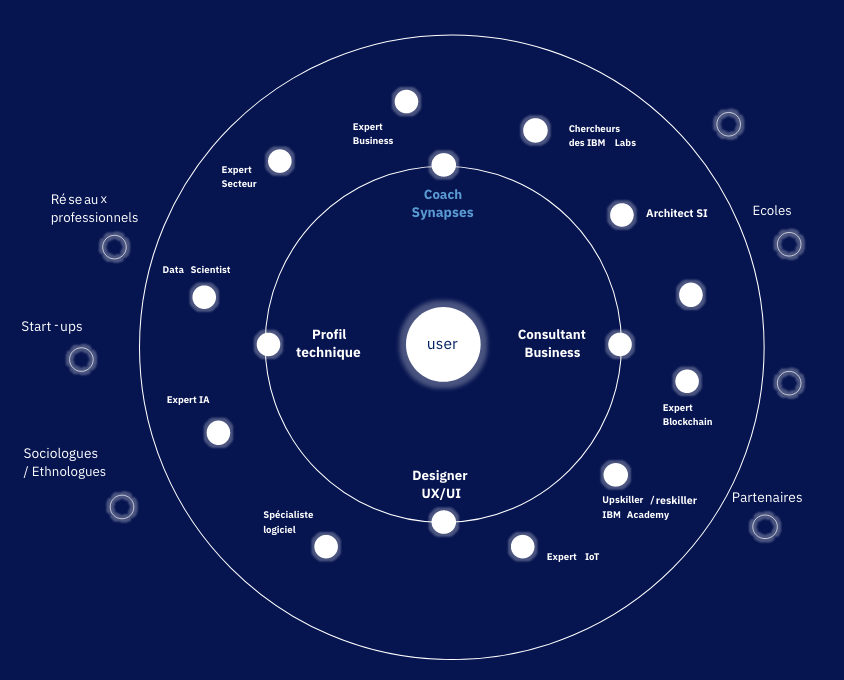 Expert
Business
Chercheurs
des IBM Labs
Expert
Secteur
Coach
Synapses
Réseaux
professionnels
Architect SI
Ecoles
Data Scientist
Start-ups
Profil
technique
user
Consultant
Business
Expert IA
Expert
Blockchain
Sociologues
/ Ethnologues
Designer
UX/UI
Upskiller /reskiller
IBM Academy
Partenaires
Spécialiste
logiciel
Expert IoT